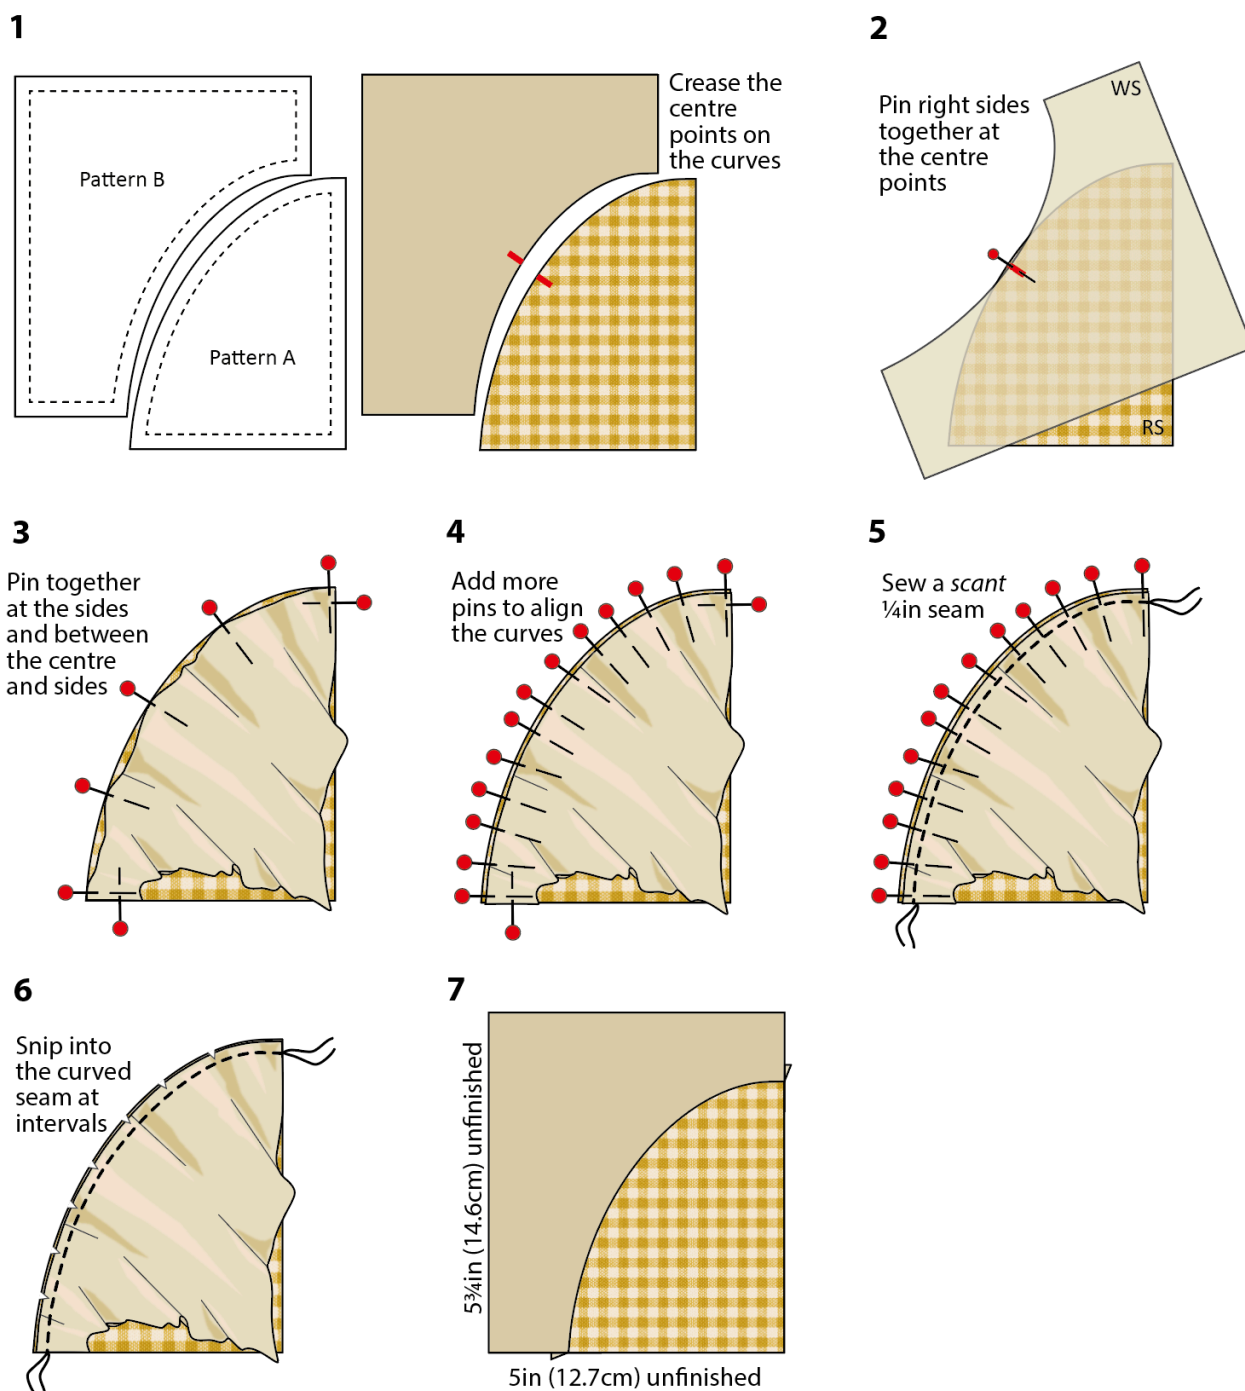 1
Pattern B
Pattern A
Crease the
centre
points on
the curves
2
Pin right sides
together at
the centre
points
WS
RS
3
Pin together
at the sides
and between
the centre
and sides
4
Add more
pins to align
the curves
5
Sew a scant
¼in seam
6
Snip into
the curved
seam at
intervals
7
5¾in (14.6cm) unfinished
5in (12.7cm) unfinished